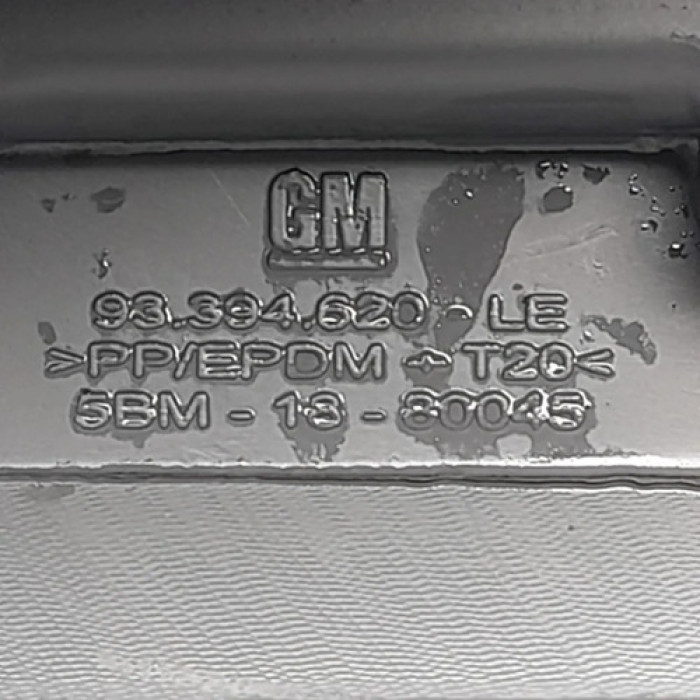 GM
93.394.620 - LE
>PP/EPDM - T20<
5BM - 13 - 80045